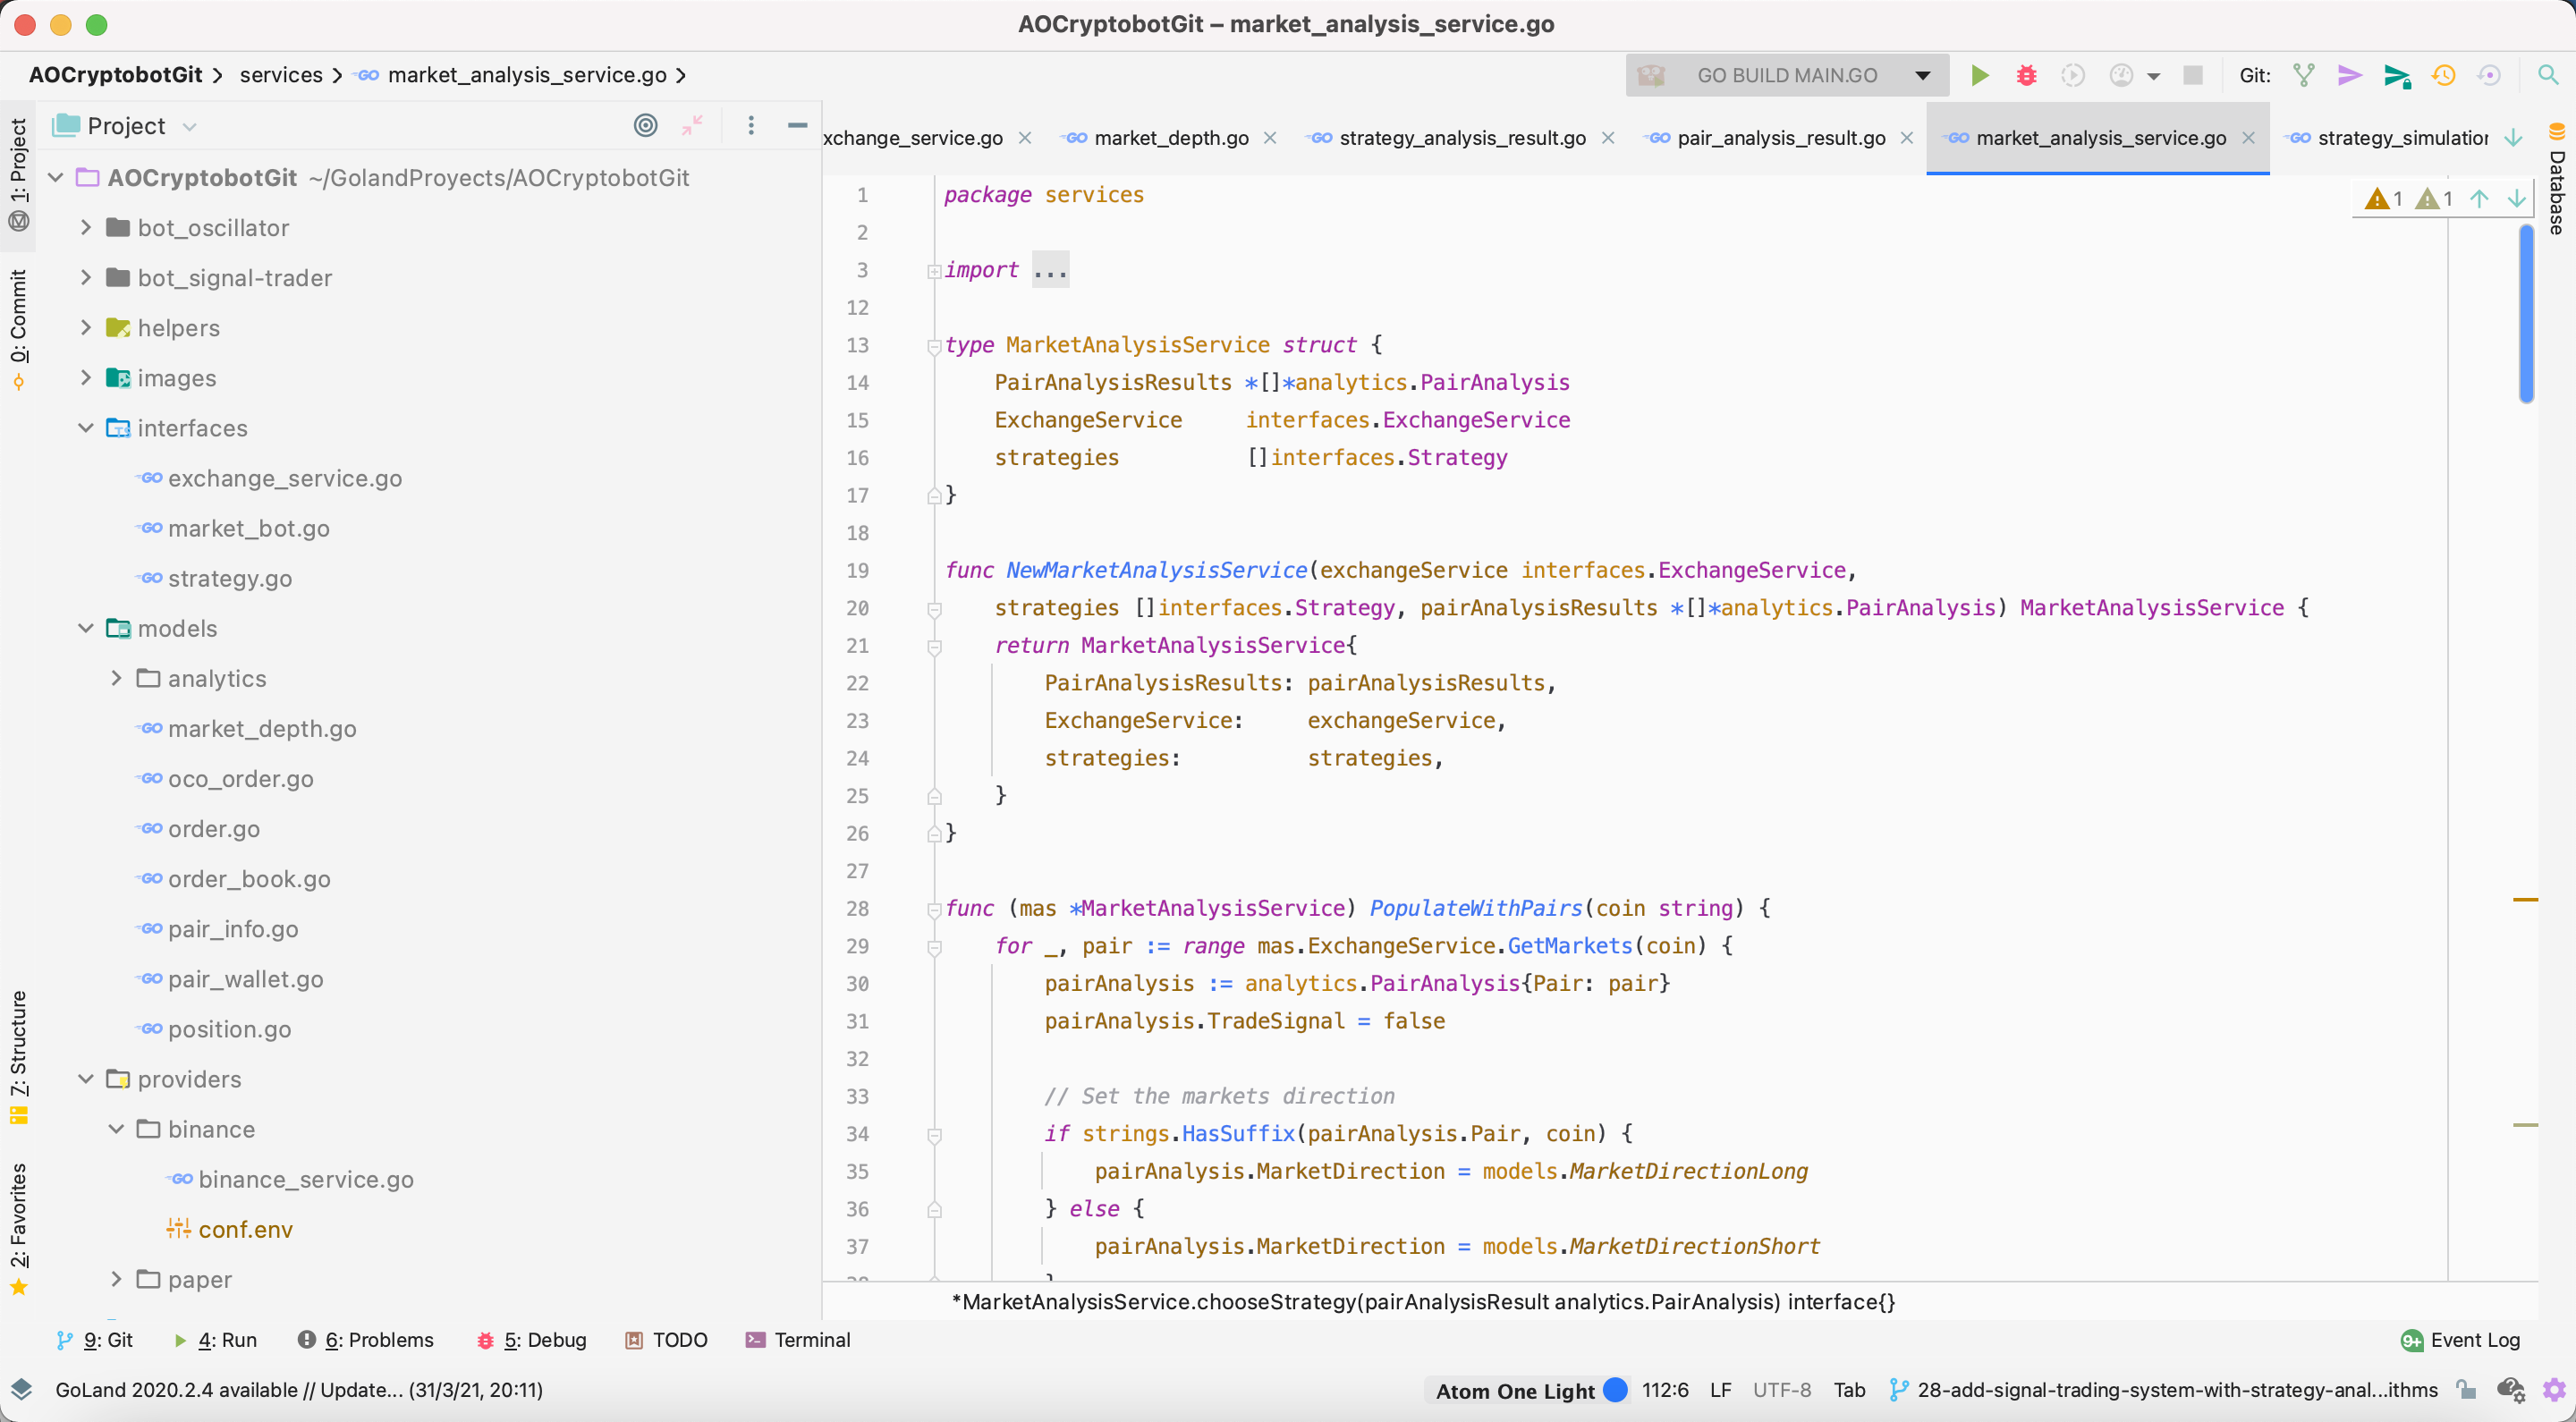 AOCryptobotGit – market_analysis_service.go
AOCryptobotGit services market_analysis_service.go
GO BUILD MAIN.GO
Git:
1: Project
0: Commit
7: Structure
2: Favorites
Project
AOCryptobotGit ~/GolandProyects/AOCryptobotGit
bot_oscillator
bot_signal-trader
helpers
images
interfaces
exchange_service.go
market_bot.go
strategy.go
models
analytics
market_depth.go
oco_order.go
order.go
order_book.go
pair_info.go
pair_wallet.go
position.go
providers
binance
binance_service.go
conf.env
paper
xchange_service.go market_depth.go strategy_analysis_result.go pair_analysis_result.go market_analysis_service.go strategy_simulation
Database
1 1
1 package services
2
3 import ...
12
13 type MarketAnalysisService struct {
14 PairAnalysisResults *[]*analytics.PairAnalysis
15 ExchangeService interfaces.ExchangeService
16 strategies []interfaces.Strategy
17 }
18
19 func NewMarketAnalysisService(exchangeService interfaces.ExchangeService,
20 strategies []interfaces.Strategy, pairAnalysisResults *[]*analytics.PairAnalysis) MarketAnalysisService {
21 return MarketAnalysisService{
22 PairAnalysisResults: pairAnalysisResults,
23 ExchangeService: exchangeService,
24 strategies: strategies,
25 }
26 }
27
28 func (mas *MarketAnalysisService) PopulateWithPairs(coin string) {
29 for _, pair := range mas.ExchangeService.GetMarkets(coin) {
30 pairAnalysis := analytics.PairAnalysis{Pair: pair}
31 pairAnalysis.TradeSignal = false
32
33 // Set the markets direction
34 if strings.HasSuffix(pairAnalysis.Pair, coin) {
35 pairAnalysis.MarketDirection = models.MarketDirectionLong
36 } else {
37 pairAnalysis.MarketDirection = models.MarketDirectionShort
38 }
*MarketAnalysisService.chooseStrategy(pairAnalysisResult analytics.PairAnalysis) interface{}
9: Git 4: Run 6: Problems 5: Debug TODO Terminal 9+ Event Log
GoLand 2020.2.4 available // Update... (31/3/21, 20:11) Atom One Light 112:6 LF UTF-8 Tab 28-add-signal-trading-system-with-strategy-anal...ithms